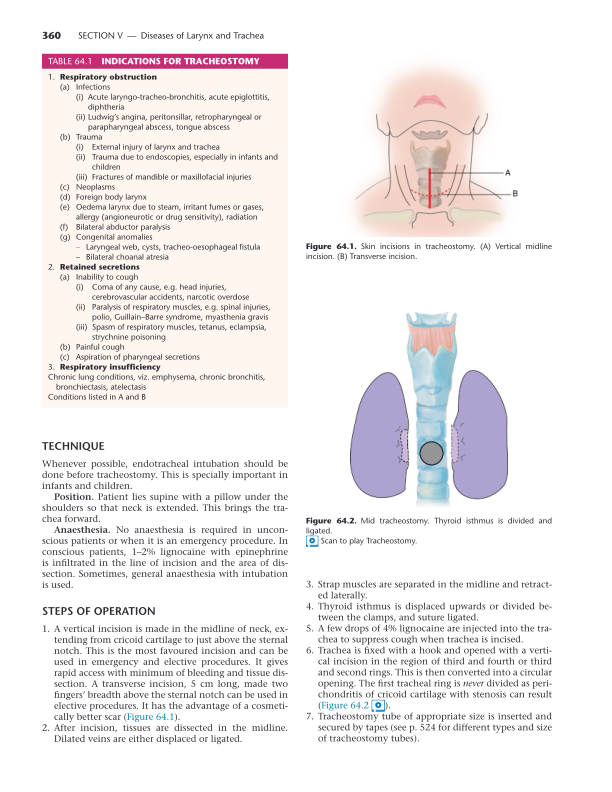 360 SECTION V — Diseases of Larynx and Trachea
TABLE 64.1 INDICATIONS FOR TRACHEOSTOMY
1. Respiratory obstruction
(a) Infections
(i) Acute laryngo-tracheo-bronchitis, acute epiglottitis,
diphtheria
(ii) Ludwig's angina, peritonsillar, retropharyngeal or
parapharyngeal abscess, tongue abscess
(b) Trauma
(i) External injury of larynx and trachea
(ii) Trauma due to endoscopies, especially in infants and
children
(iii) Fractures of mandible or maxillofacial injuries
(c) Neoplasms
(d) Foreign body larynx
(e) Oedema larynx due to steam, irritant fumes or gases,
allergy (angioneurotic or drug sensitivity), radiation
(f) Bilateral abductor paralysis
(g) Congenital anomalies
– Laryngeal web, cysts, tracheo-oesophageal fistula
– Bilateral choanal atresia
2. Retained secretions
(a) Inability to cough
(i) Coma of any cause, e.g. head injuries,
cerebrovascular accidents, narcotic overdose
(ii) Paralysis of respiratory muscles, e.g. spinal injuries,
polio, Guillain–Barre syndrome, myasthenia gravis
(iii) Spasm of respiratory muscles, tetanus, eclampsia,
strychnine poisoning
(b) Painful cough
(c) Aspiration of pharyngeal secretions
3. Respiratory insufficiency
Chronic lung conditions, viz. emphysema, chronic bronchitis,
bronchiectasis, atelectasis
Conditions listed in A and B
TECHNIQUE
Whenever possible, endotracheal intubation should be
done before tracheostomy. This is specially important in
infants and children.
Position. Patient lies supine with a pillow under the
shoulders so that neck is extended. This brings the tra-
chea forward.
Anaesthesia. No anaesthesia is required in uncon-
scious patients or when it is an emergency procedure. In
conscious patients, 1–2% lignocaine with epinephrine
is infiltrated in the line of incision and the area of dis-
section. Sometimes, general anaesthesia with intubation
is used.
STEPS OF OPERATION
1. A vertical incision is made in the midline of neck, ex-
tending from cricoid cartilage to just above the sternal
notch. This is the most favoured incision and can be
used in emergency and elective procedures. It gives
rapid access with minimum of bleeding and tissue dis-
section. A transverse incision, 5 cm long, made two
fingers' breadth above the sternal notch can be used in
elective procedures. It has the advantage of a cosmeti-
cally better scar (Figure 64.1).
2. After incision, tissues are dissected in the midline.
Dilated veins are either displaced or ligated.
A
B
Figure 64.1. Skin incisions in tracheostomy. (A) Vertical midline
incision. (B) Transverse incision.
Figure 64.2. Mid tracheostomy. Thyroid isthmus is divided and
ligated.
Scan to play Tracheostomy.
3. Strap muscles are separated in the midline and retract-
ed laterally.
4. Thyroid isthmus is displaced upwards or divided be-
tween the clamps, and suture ligated.
5. A few drops of 4% lignocaine are injected into the tra-
chea to suppress cough when trachea is incised.
6. Trachea is fixed with a hook and opened with a verti-
cal incision in the region of third and fourth or third
and second rings. This is then converted into a circular
opening. The first tracheal ring is never divided as peri-
chondritis of cricoid cartilage with stenosis can result
(Figure 64.2 ).
7. Tracheostomy tube of appropriate size is inserted and
secured by tapes (see p. 524 for different types and size
of tracheostomy tubes).